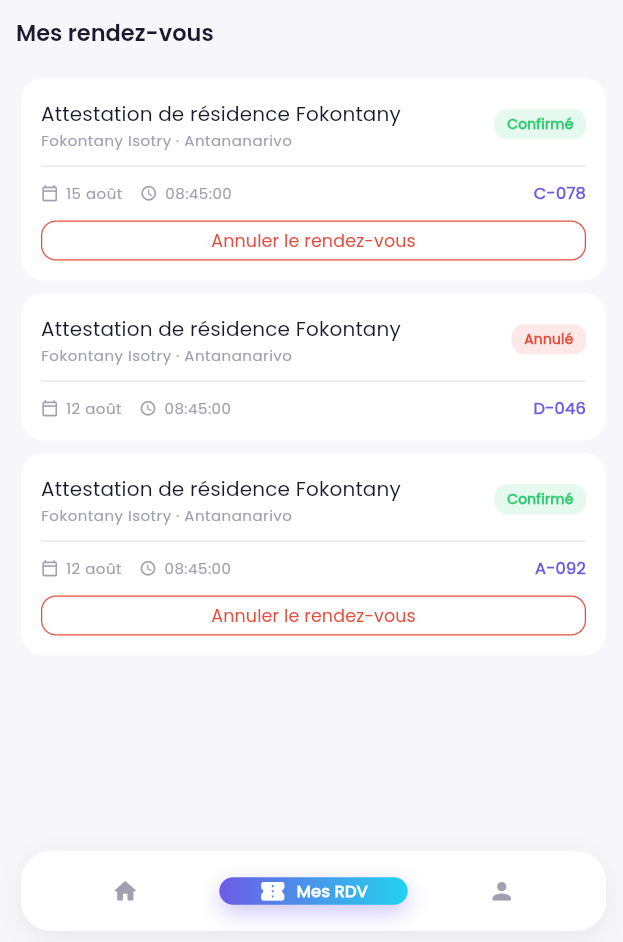 Mes rendez-vous
Attestation de résidence Fokontany
Confirmé
Fokontany Isotry · Antananarivo
15 août 08:45:00 C-078
Annuler le rendez-vous
Attestation de résidence Fokontany
Annulé
Fokontany Isotry · Antananarivo
12 août 08:45:00 D-046
Attestation de résidence Fokontany
Confirmé
Fokontany Isotry · Antananarivo
12 août 08:45:00 A-092
Annuler le rendez-vous
Mes RDV